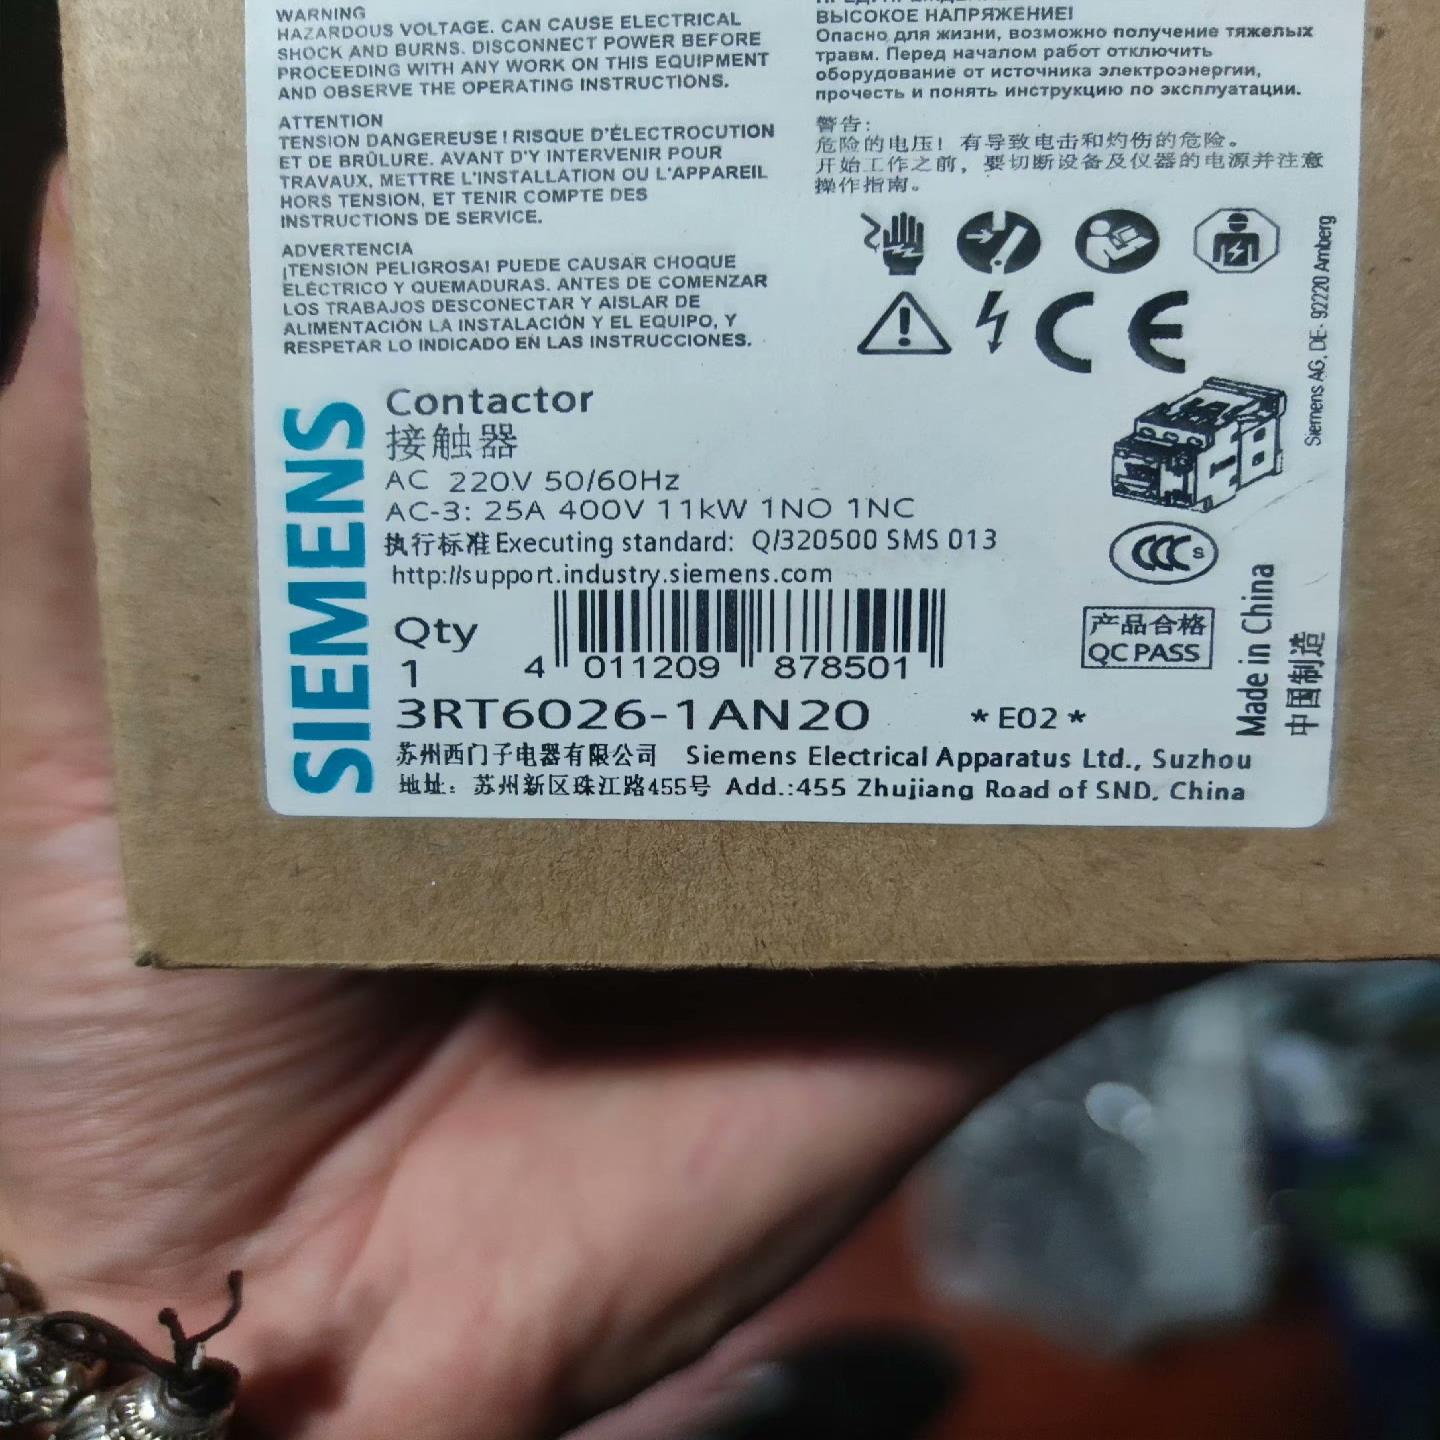 WARNING
HAZARDOUS VOLTAGE. CAN CAUSE ELECTRICAL
SHOCK AND BURNS. DISCONNECT POWER BEFORE
PROCEEDING WITH ANY WORK ON THIS EQUIPMENT
AND OBSERVE THE OPERATING INSTRUCTIONS.
ATTENTION
TENSION DANGEREUSE ! RISQUE D'ÉLECTROCUTION
ET DE BRÛLURE. AVANT D'Y INTERVENIR POUR
TRAVAUX, METTRE L'INSTALLATION OU L'APPAREIL
HORS TENSION, ET TENIR COMPTE DES
INSTRUCTIONS DE SERVICE.
ADVERTENCIA
¡TENSIÓN PELIGROSA! PUEDE CAUSAR CHOQUE
ELÉCTRICO Y QUEMADURAS. ANTES DE COMENZAR
LOS TRABAJOS DESCONECTAR Y AISLAR DE
ALIMENTACIÓN LA INSTALACIÓN Y EL EQUIPO, Y
RESPETAR LO INDICADO EN LAS INSTRUCCIONES.
ВЫСОКОЕ НАПРЯЖЕНИЕ!
Опасно для жизни, возможно получение тяжелых
травм. Перед началом работ отключить
оборудование от источника электроэнергии,
прочесть и понять инструкцию по эксплуатации.
警告:
危险的电压！有导致电击和灼伤的危险。
开始工作之前，要切断设备及仪器的电源并注意
操作指南。
CE
Siemens AG, DE- 92220 Amberg
SIEMENS
Contactor
接触器
AC 220V 50/60Hz
AC-3: 25A 400V 11kW 1NO 1NC
执行标准 Executing standard: Q/320500 SMS 013
http://support.industry.siemens.com
CCC S
Qty
1
4 011209 878501
产品合格
QC PASS
Made in China
中国制造
3RT6026-1AN20 *E02*
苏州西门子电器有限公司 Siemens Electrical Apparatus Ltd., Suzhou
地址：苏州新区珠江路455号 Add.:455 Zhujiang Road of SND. China